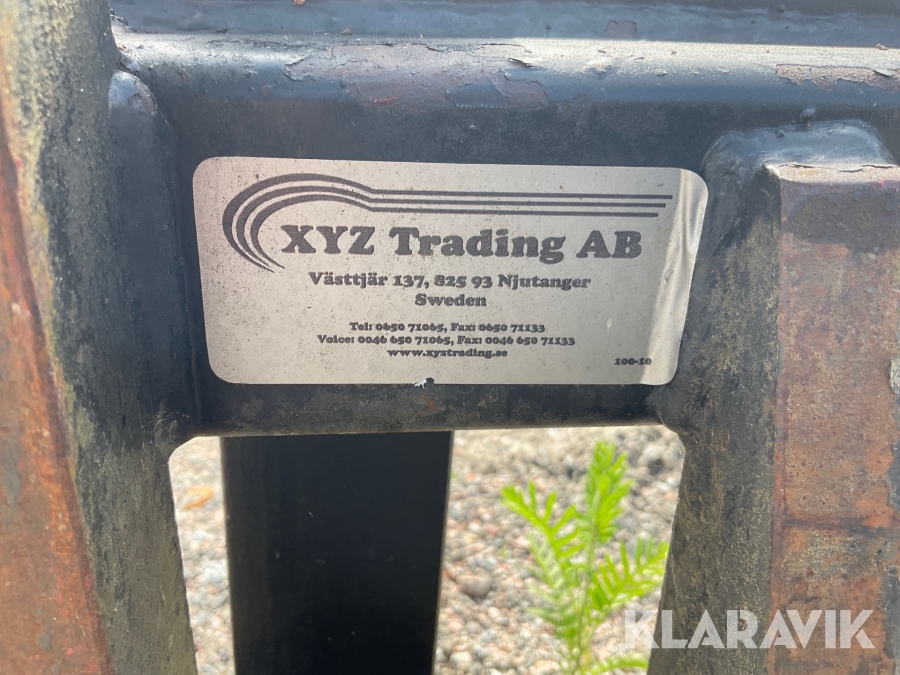 XYZ Trading AB
Västtjär 137, 825 93 Njutanger
Sweden
Tel: 0650 71065, Fax: 0650 71133
Voice: 0046 650 71065, Fax: 0046 650 71133
www.xyztrading.se
100-10
KLARAVIK